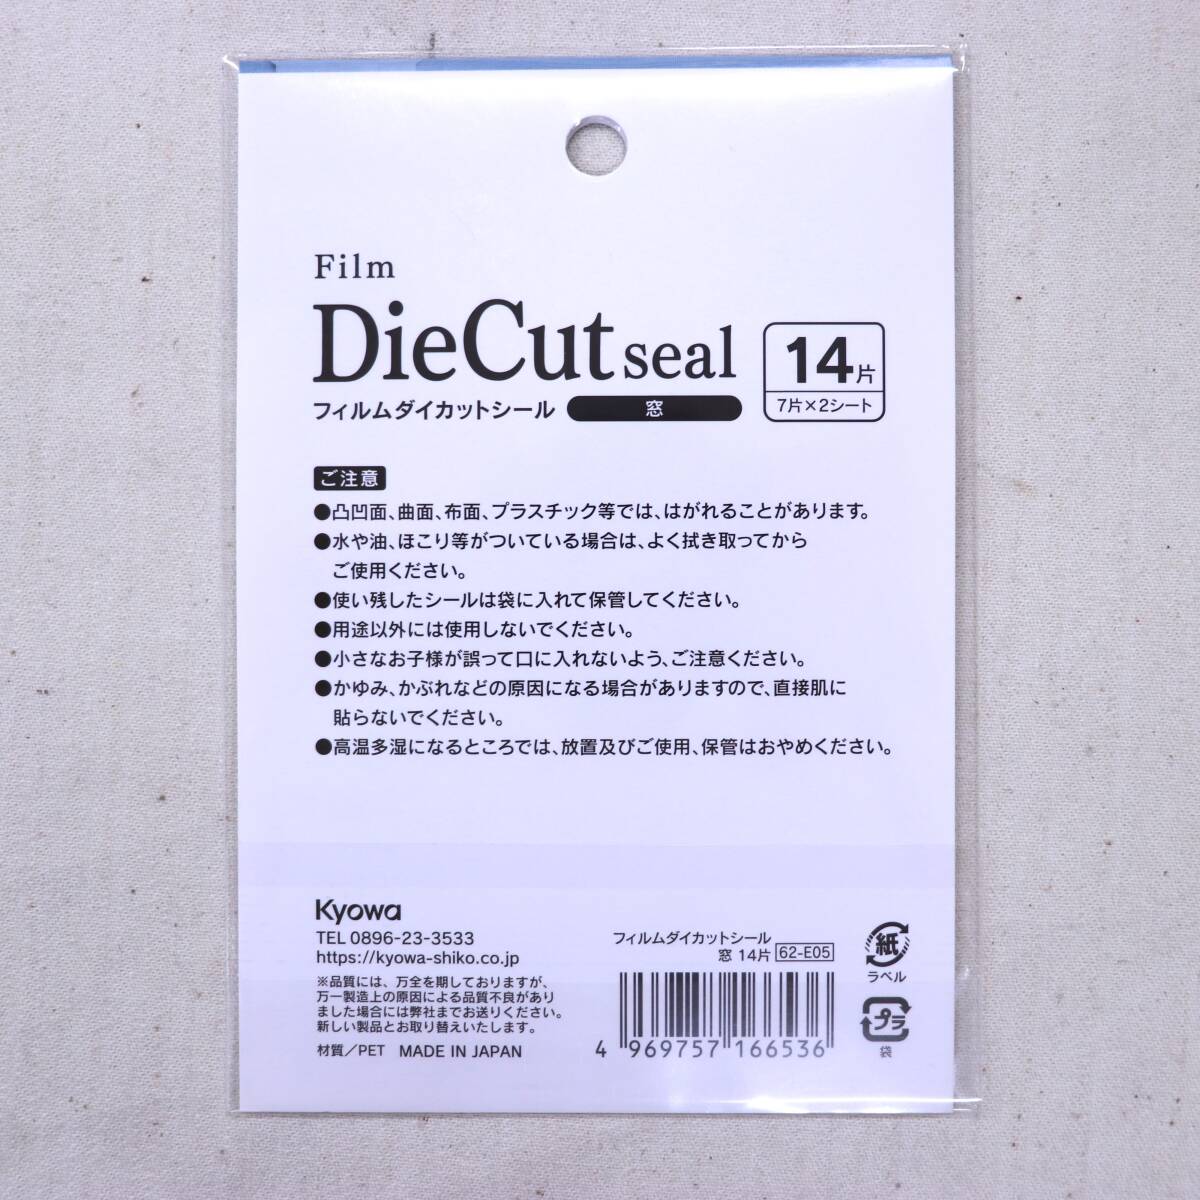 Film
DieCut seal
フィルムダイカットシール 窓
14片
7片×2シート
ご注意
●凸凹面、曲面、布面、プラスチック等では、はがれることがあります。
●水や油、ほこり等がついている場合は、よく拭き取ってから
ご使用ください。
●使い残したシールは袋に入れて保管してください。
●用途以外には使用しないでください。
●小さなお子様が誤って口に入れないよう、ご注意ください。
●かゆみ、かぶれなどの原因になる場合がありますので、直接肌に
貼らないでください。
●高温多湿になるところでは、放置及びご使用、保管はおやめください。
Kyowa
TEL 0896-23-3533
https://kyowa-shiko.co.jp
※品質には、万全を期しておりますが、
万一製造上の原因による品質不良があり
ました場合には弊社までお送りください。
新しい製品とお取り替えいたします。
材質／PET MADE IN JAPAN
フィルムダイカットシール
窓 14片 62-E05
4 969757 166536
紙
ラベル
プラ
袋